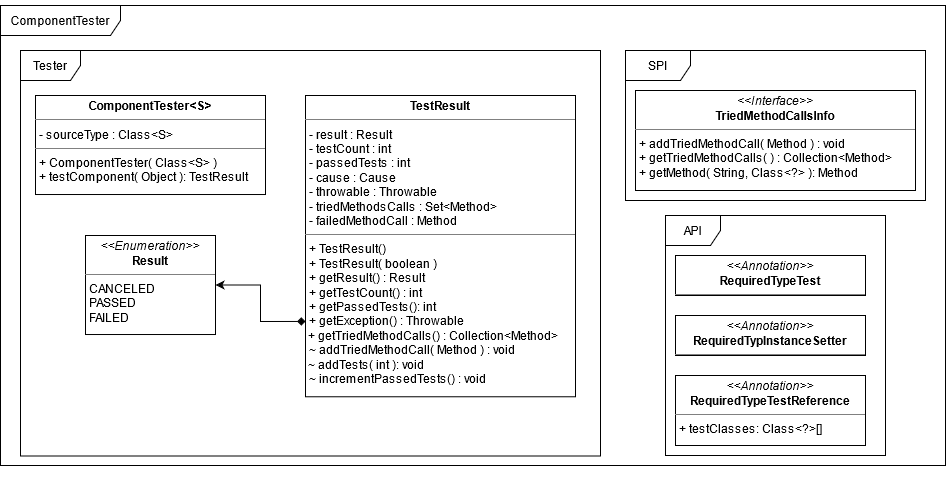 ComponentTester
Tester
ComponentTester<S>
- sourceType : Class<S>
+ ComponentTester( Class<S> )
+ testComponent( Object ): TestResult
TestResult
- result : Result
- testCount : int
- passedTests : int
- cause : Cause
- throwable : Throwable
- triedMethodsCalls : Set<Method>
- failedMethodCall : Method
+ TestResult()
+ TestResult( boolean )
+ getResult() : Result
+ getTestCount() : int
+ getPassedTests(): int
+ getException() : Throwable
+ getTriedMethodCalls() : Collection<Method>
~ addTriedMethodCall( Method ) : void
~ addTests( int ): void
~ incrementPassedTests() : void
<<Enumeration>>
Result
CANCELED
PASSED
FAILED
SPI
<<Interface>>
TriedMethodCallsInfo
+ addTriedMethodCall( Method ) : void
+ getTriedMethodCalls( ) : Collection<Method>
+ getMethod( String, Class<?> ): Method
API
<<Annotation>>
RequiredTypeTest
<<Annotation>>
RequiredTypInstanceSetter
<<Annotation>>
RequiredTypeTestReference
+ testClasses: Class<?>[]